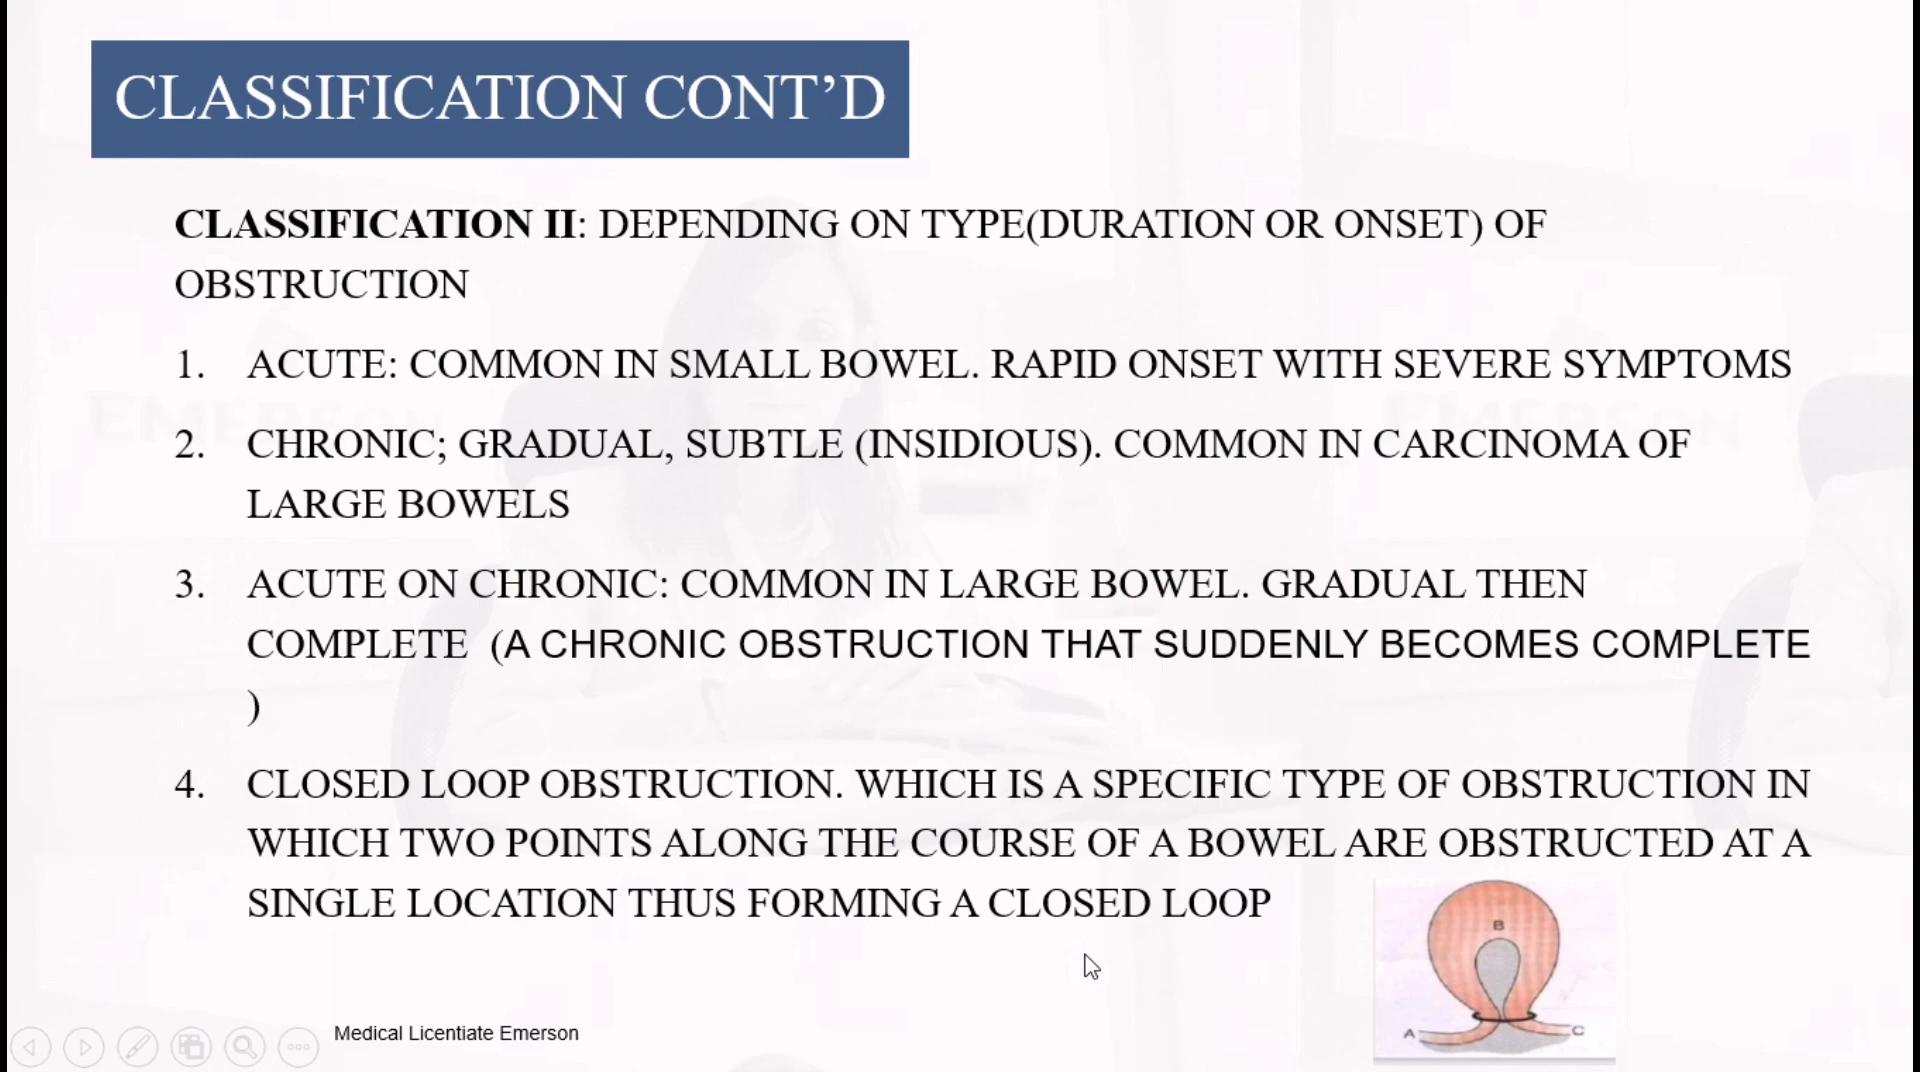 CLASSIFICATION CONT’D
CLASSIFICATION II: DEPENDING ON TYPE(DURATION OR ONSET) OF
OBSTRUCTION
1. ACUTE: COMMON IN SMALL BOWEL. RAPID ONSET WITH SEVERE SYMPTOMS
2. CHRONIC; GRADUAL, SUBTLE (INSIDIOUS). COMMON IN CARCINOMA OF
LARGE BOWELS
3. ACUTE ON CHRONIC: COMMON IN LARGE BOWEL. GRADUAL THEN
COMPLETE (A CHRONIC OBSTRUCTION THAT SUDDENLY BECOMES COMPLETE
)
4. CLOSED LOOP OBSTRUCTION. WHICH IS A SPECIFIC TYPE OF OBSTRUCTION IN
WHICH TWO POINTS ALONG THE COURSE OF A BOWEL ARE OBSTRUCTED AT A
SINGLE LOCATION THUS FORMING A CLOSED LOOP
B
A C
Medical Licentiate Emerson
EMERSON EMERSON